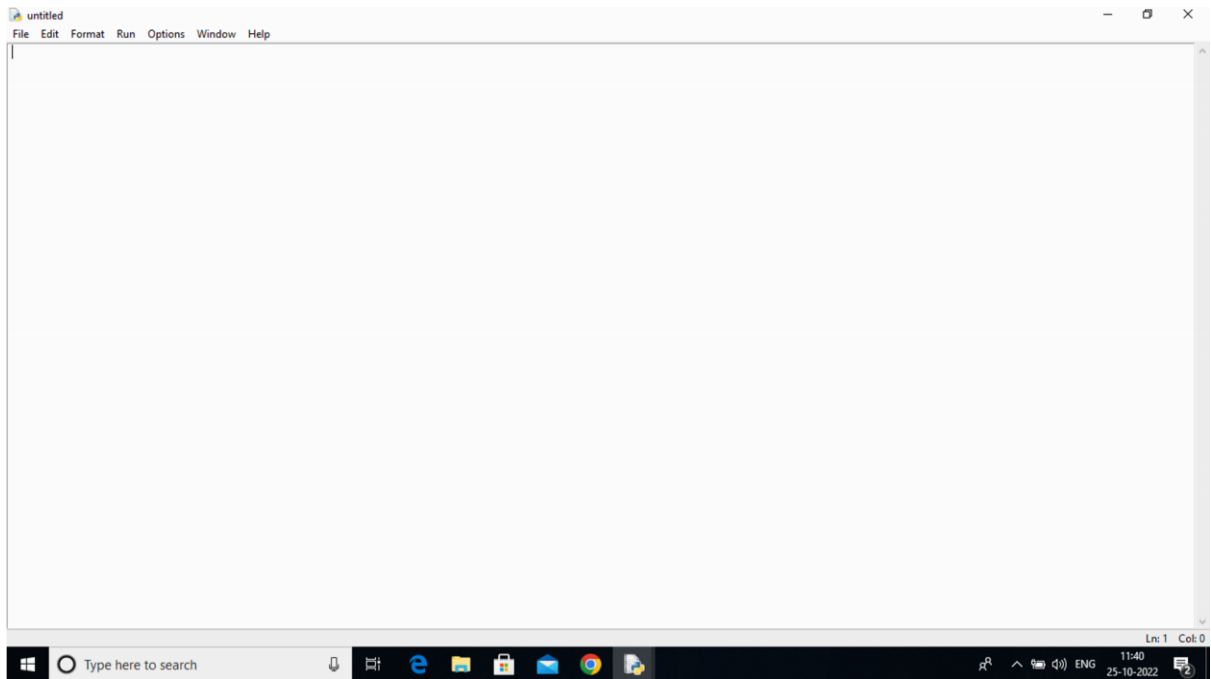 untitled
File Edit Format Run Options Window Help
Ln: 1 Col: 0
Type here to search
ENG
11:40
25-10-2022
2